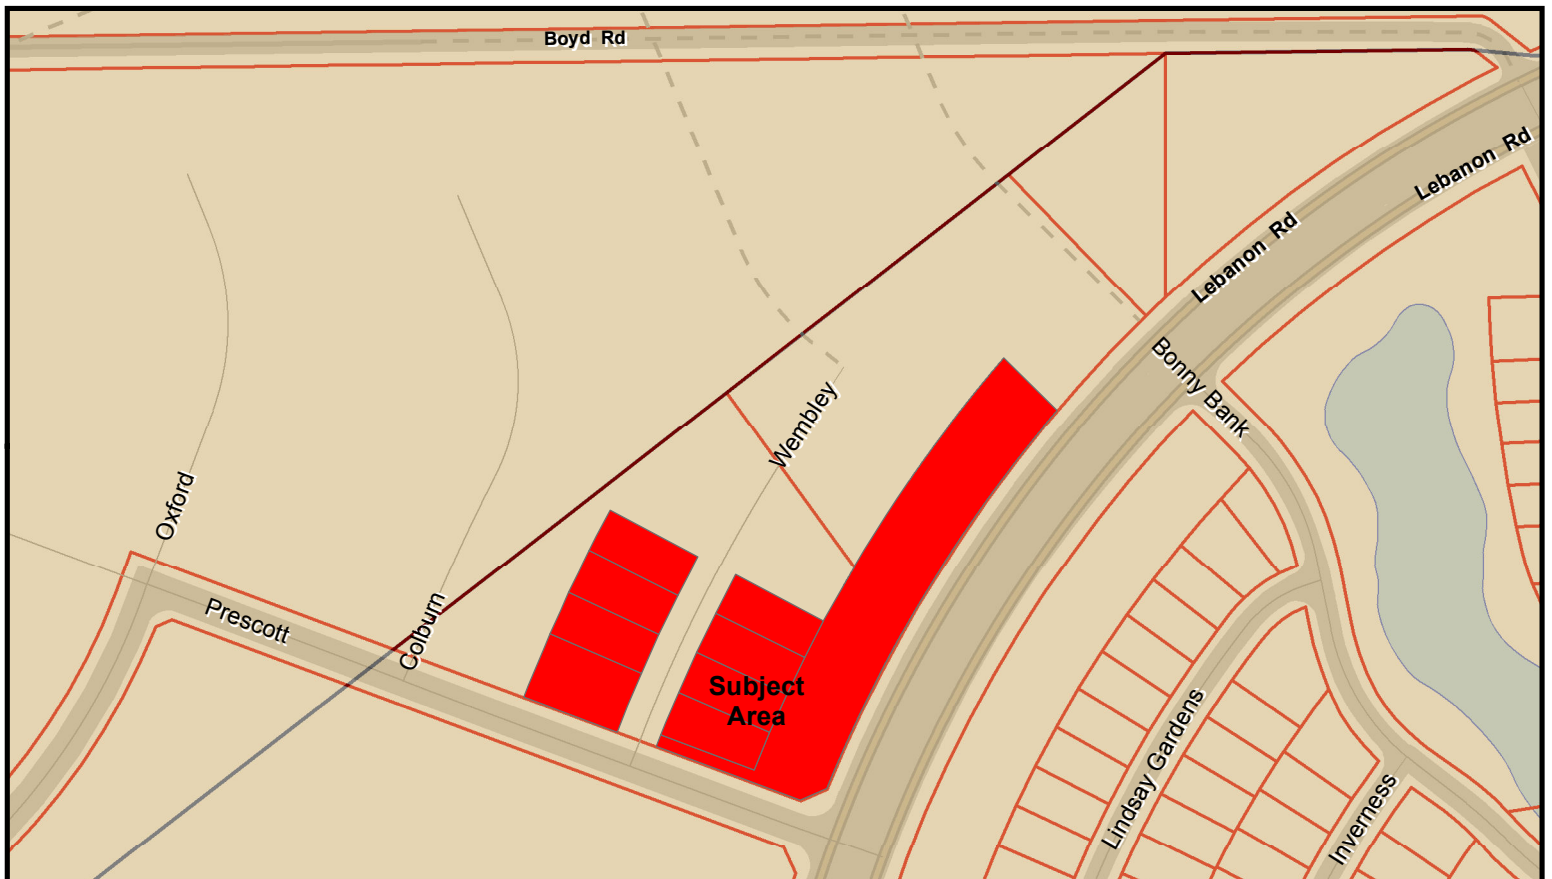 Boyd Rd
Lebanon Rd
Lebanon Rd
Bonny Bank
Wembley
Oxford
Prescott
Colburn
Subject
Area
Lindsay Gardens
Inverness